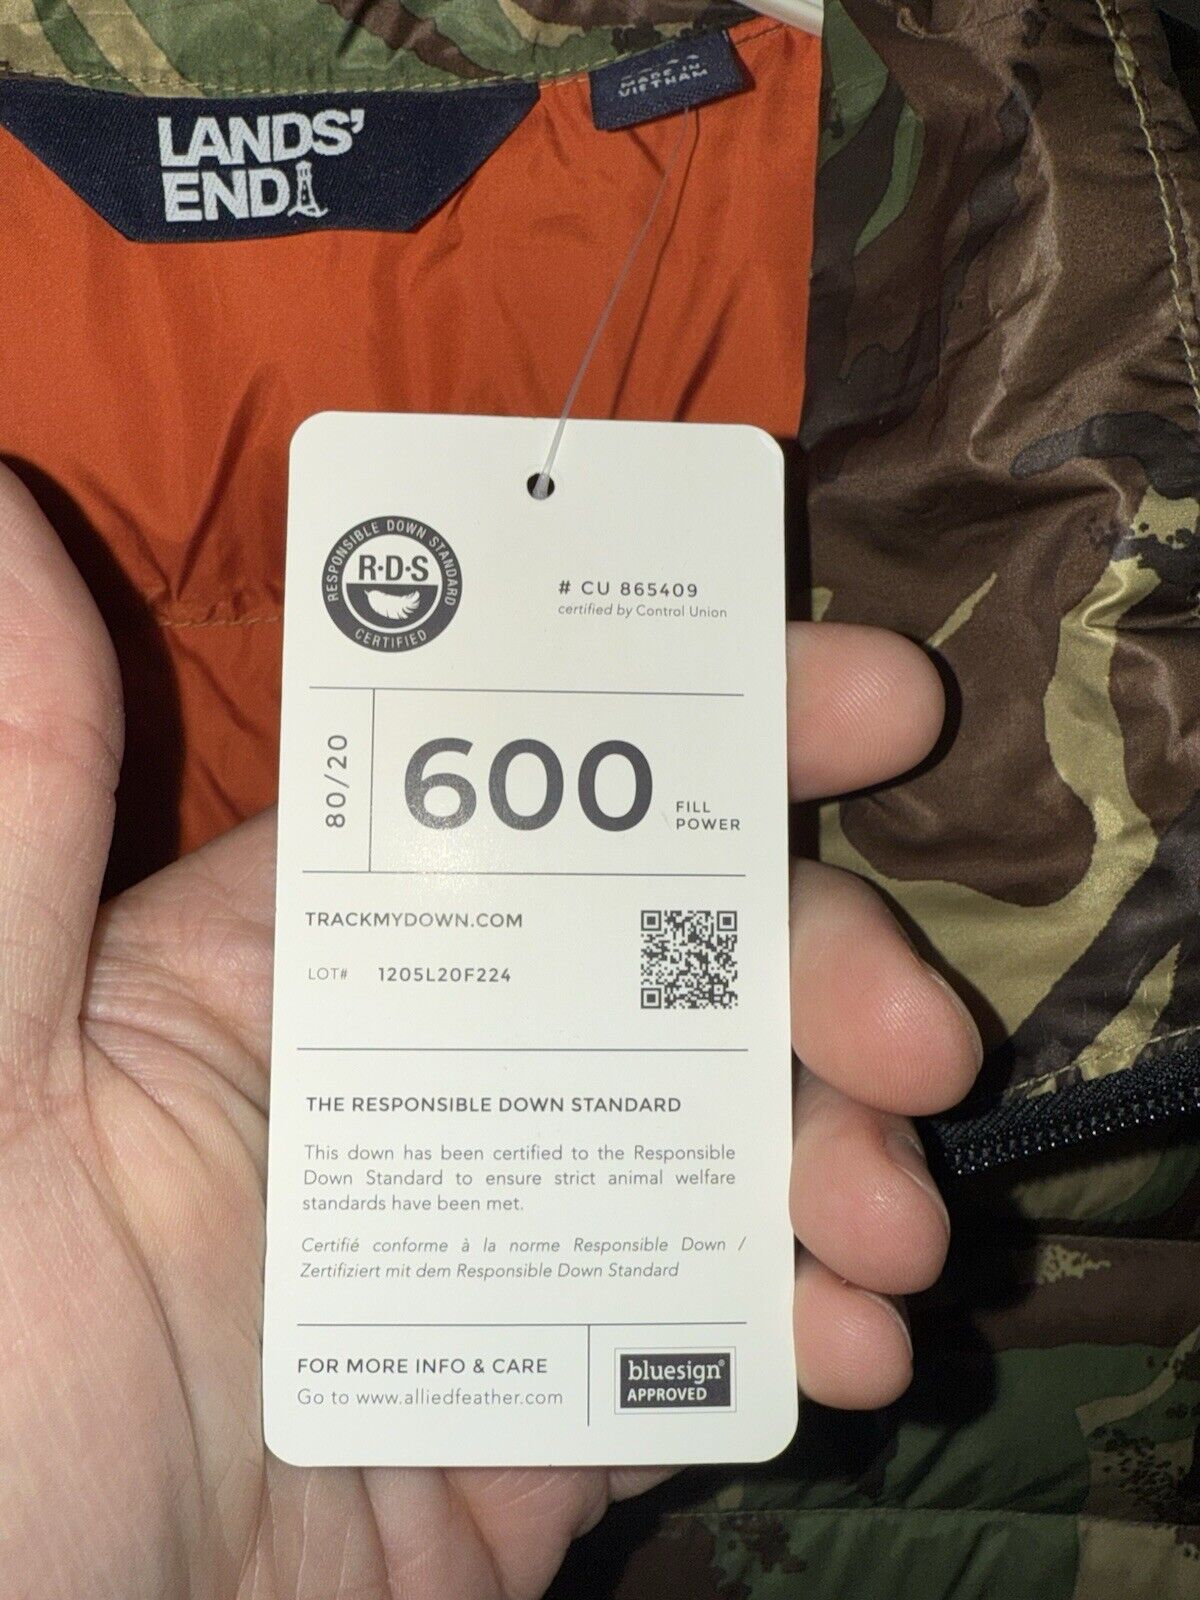 LANDS'
END
MADE IN
VIETNAM
RESPONSIBLE DOWN STANDARD
R·D·S
CERTIFIED
# CU 865409
certified by Control Union
80/20
600
FILL
POWER
TRACKMYDOWN.COM
LOT# 1205L20F224
THE RESPONSIBLE DOWN STANDARD
This down has been certified to the Responsible
Down Standard to ensure strict animal welfare
standards have been met.
Certifié conforme à la norme Responsible Down /
Zertifiziert mit dem Responsible Down Standard
FOR MORE INFO & CARE
Go to www.alliedfeather.com
bluesign®
APPROVED